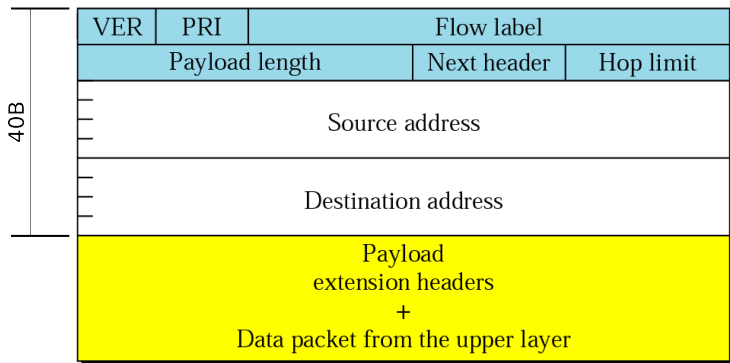 VER PRI Flow label
Payload length Next header Hop limit
40B
Source address
Destination address
Payload
extension headers
+
Data packet from the upper layer